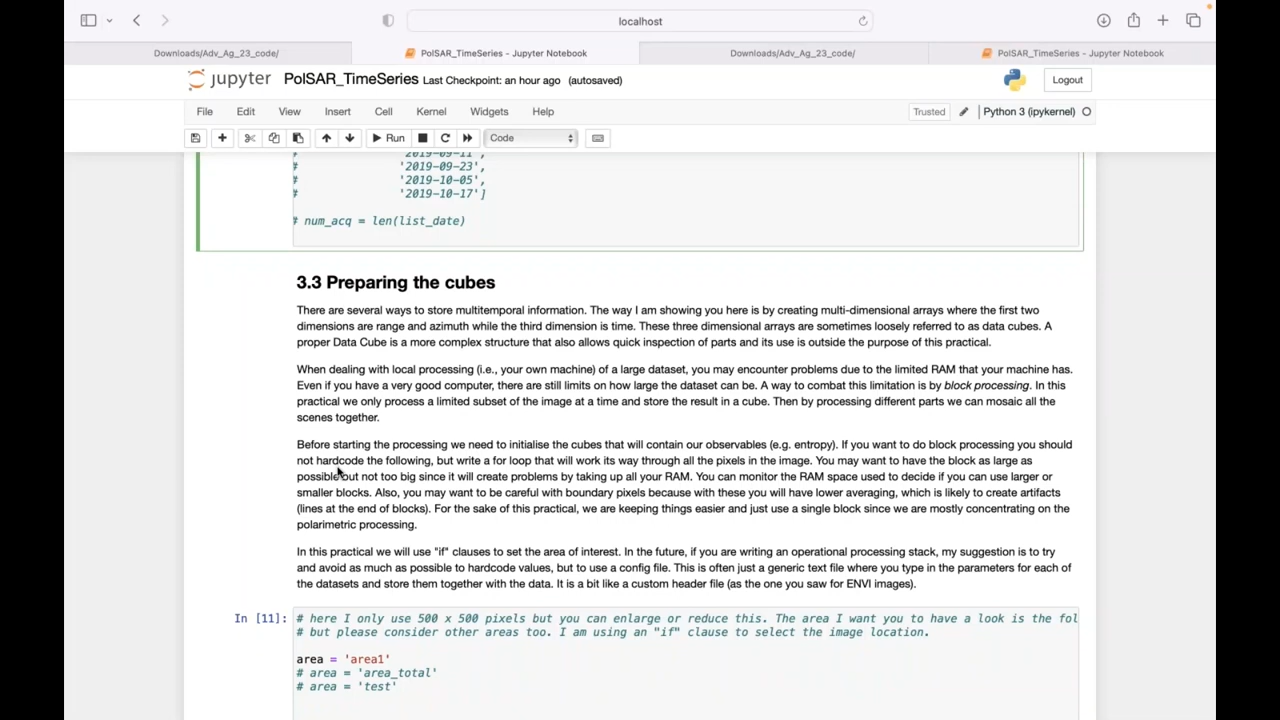 localhost
Downloads/Adv_Ag_23_code/
PolSAR_TimeSeries - Jupyter Notebook
Downloads/Adv_Ag_23_code/
PolSAR_TimeSeries - Jupyter Notebook
jupyter PolSAR_TimeSeries Last Checkpoint: an hour ago (autosaved)
Logout
File Edit View Insert Cell Kernel Widgets Help
Trusted
Python 3 (ipykernel)
Run
Code
# '2019-09-11',
# '2019-09-23',
# '2019-10-05',
# '2019-10-17']
# num_acq = len(list_date)
3.3 Preparing the cubes
There are several ways to store multitemporal information. The way I am showing you here is by creating multi-dimensional arrays where the first two
dimensions are range and azimuth while the third dimension is time. These three dimensional arrays are sometimes loosely referred to as data cubes. A
proper Data Cube is a more complex structure that also allows quick inspection of parts and its use is outside the purpose of this practical.
When dealing with local processing (i.e., your own machine) of a large dataset, you may encounter problems due to the limited RAM that your machine has.
Even if you have a very good computer, there are still limits on how large the dataset can be. A way to combat this limitation is by block processing. In this
practical we only process a limited subset of the image at a time and store the result in a cube. Then by processing different parts we can mosaic all the
scenes together.
Before starting the processing we need to initialise the cubes that will contain our observables (e.g. entropy). If you want to do block processing you should
not hardcode the following, but write a for loop that will work its way through all the pixels in the image. You may want to have the block as large as
possible but not too big since it will create problems by taking up all your RAM. You can monitor the RAM space used to decide if you can use larger or
smaller blocks. Also, you may want to be careful with boundary pixels because with these you will have lower averaging, which is likely to create artifacts
(lines at the end of blocks). For the sake of this practical, we are keeping things easier and just use a single block since we are mostly concentrating on the
polarimetric processing.
In this practical we will use "if" clauses to set the area of interest. In the future, if you are writing an operational processing stack, my suggestion is to try
and avoid as much as possible to hardcode values, but to use a config file. This is often just a generic text file where you type in the parameters for each of
the datasets and store them together with the data. It is a bit like a custom header file (as the one you saw for ENVI images).
In [11]:
# here I only use 500 x 500 pixels but you can enlarge or reduce this. The area I want you to have a look is the fol
# but please consider other areas too. I am using an "if" clause to select the image location.
area = 'area1'
# area = 'area_total'
# area = 'test'